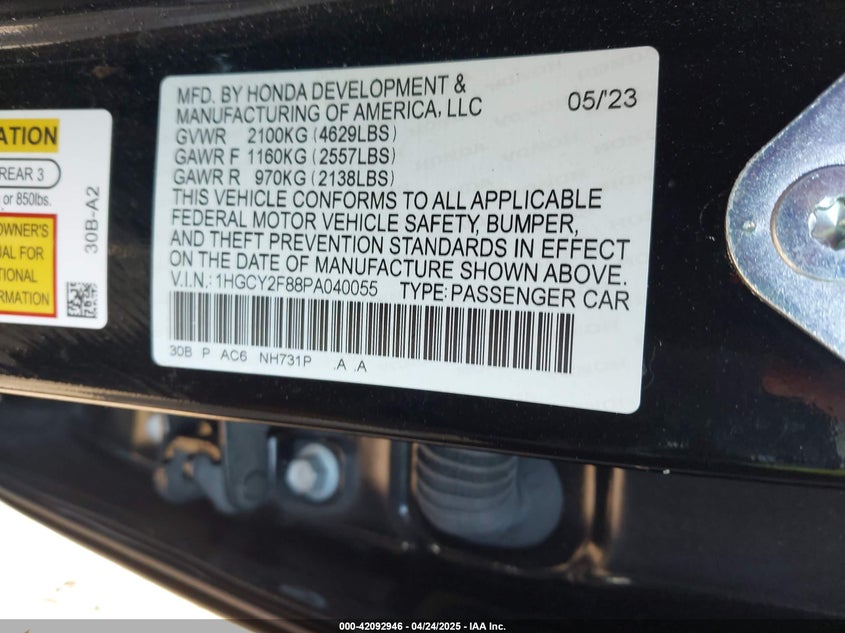 ATION
REAR 3
or 850lbs.
OWNER'S
UAL FOR
TIONAL
ORMATION
30B-A2
MFD. BY HONDA DEVELOPMENT &
MANUFACTURING OF AMERICA, LLC 05/'23
GVWR 2100KG (4629LBS)
GAWR F 1160KG (2557LBS)
GAWR R 970KG (2138LBS)
THIS VEHICLE CONFORMS TO ALL APPLICABLE
FEDERAL MOTOR VEHICLE SAFETY, BUMPER,
AND THEFT PREVENTION STANDARDS IN EFFECT
ON THE DATE OF MANUFACTURE SHOWN ABOVE.
V.I.N.: 1HGCY2F88PA040055 TYPE: PASSENGER CAR
30B P AC6 NH731P .A .A
000-42092946 - 04/24/2025 - IAA Inc.